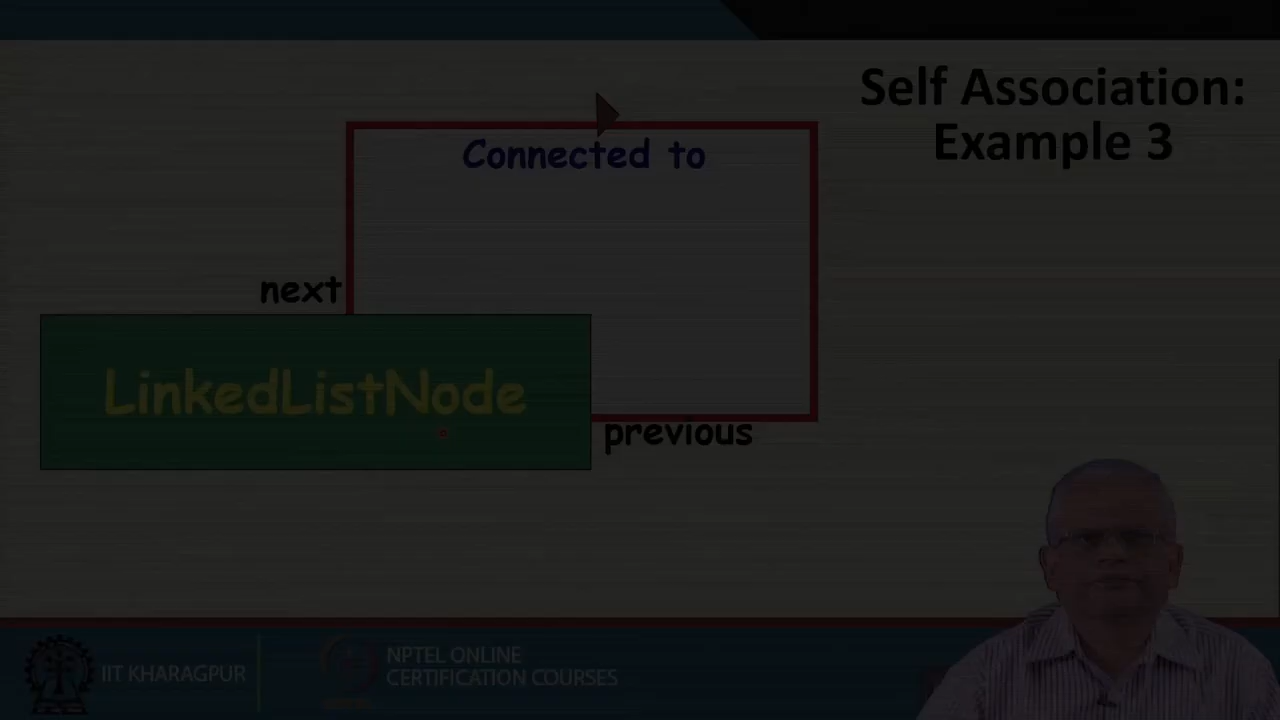 Self Association:
Example 3
Connected to
next
LinkedListNode
previous
IIT KHARAGPUR
NPTEL ONLINE
CERTIFICATION COURSES